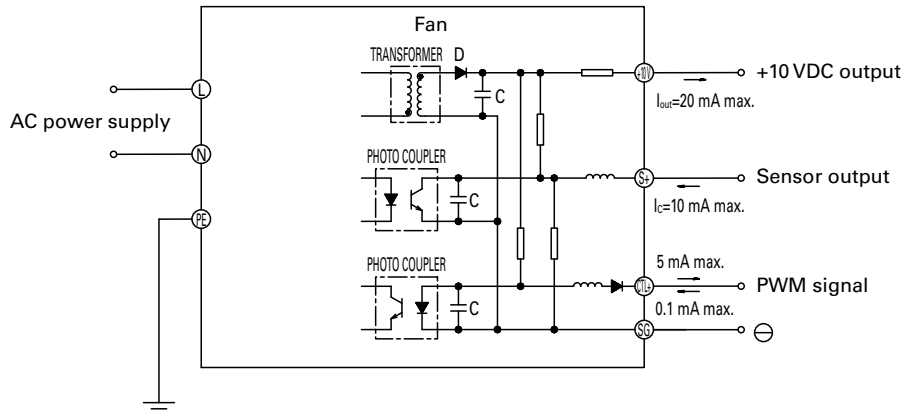 Fan
TRANSFORMER D
+10V
+10 VDC output
C
Iout=20 mA max.
L
AC power supply
N
PHOTO COUPLER
S+
Sensor output
C
IC=10 mA max.
PE
PHOTO COUPLER
5 mA max.
CTL+
PWM signal
C
0.1 mA max.
SG
⊖